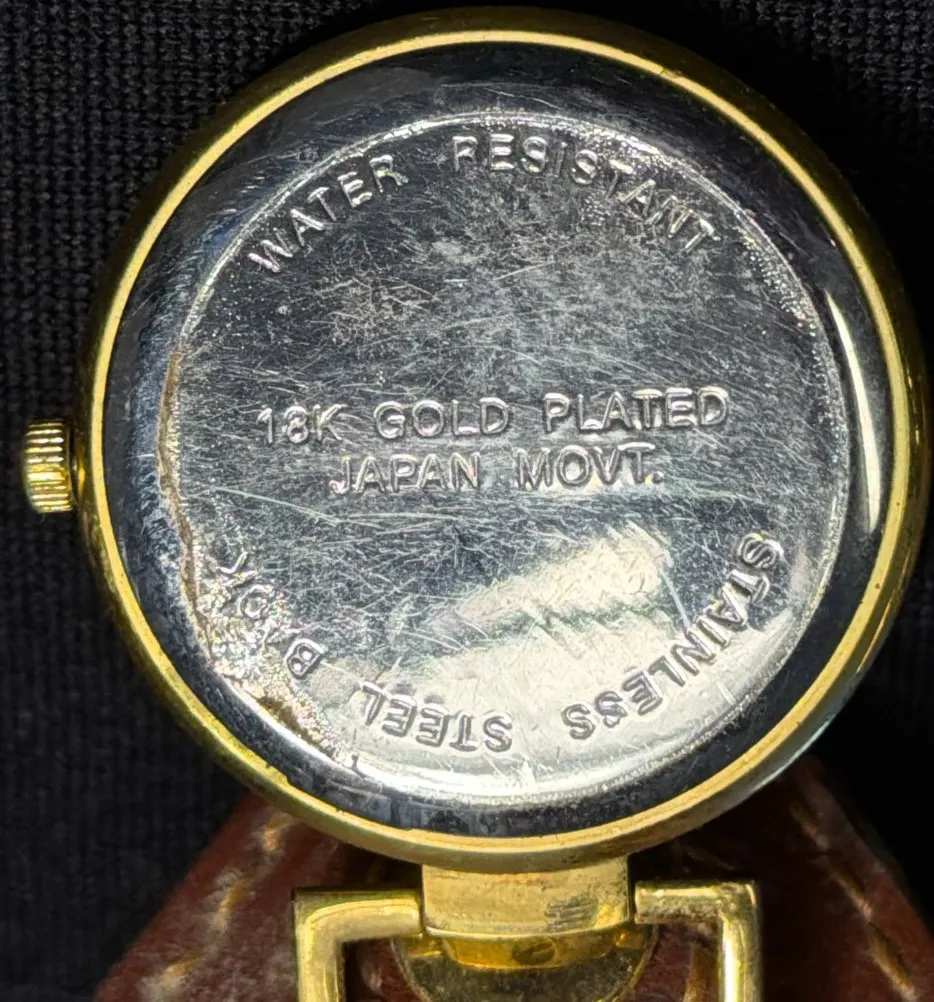 WATER RESISTANT
18K GOLD PLATED
JAPAN MOVT.
STAINLESS STEEL BACK